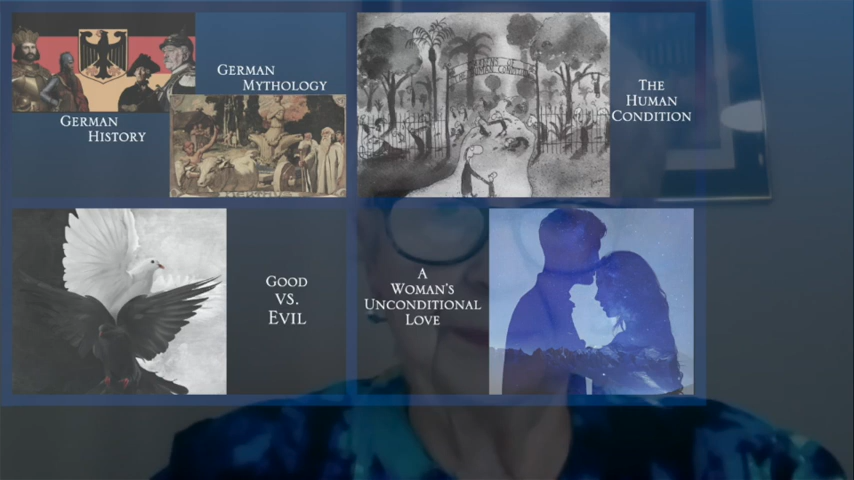 German
Mythology
German
History
The
Human
Condition
Good
vs.
Evil
A
Woman's
Unconditional
Love